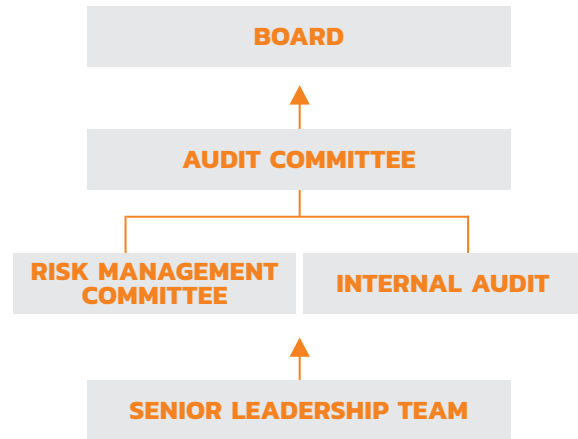 BOARD
AUDIT COMMITTEE
RISK MANAGEMENT
COMMITTEE
INTERNAL AUDIT
SENIOR LEADERSHIP TEAM